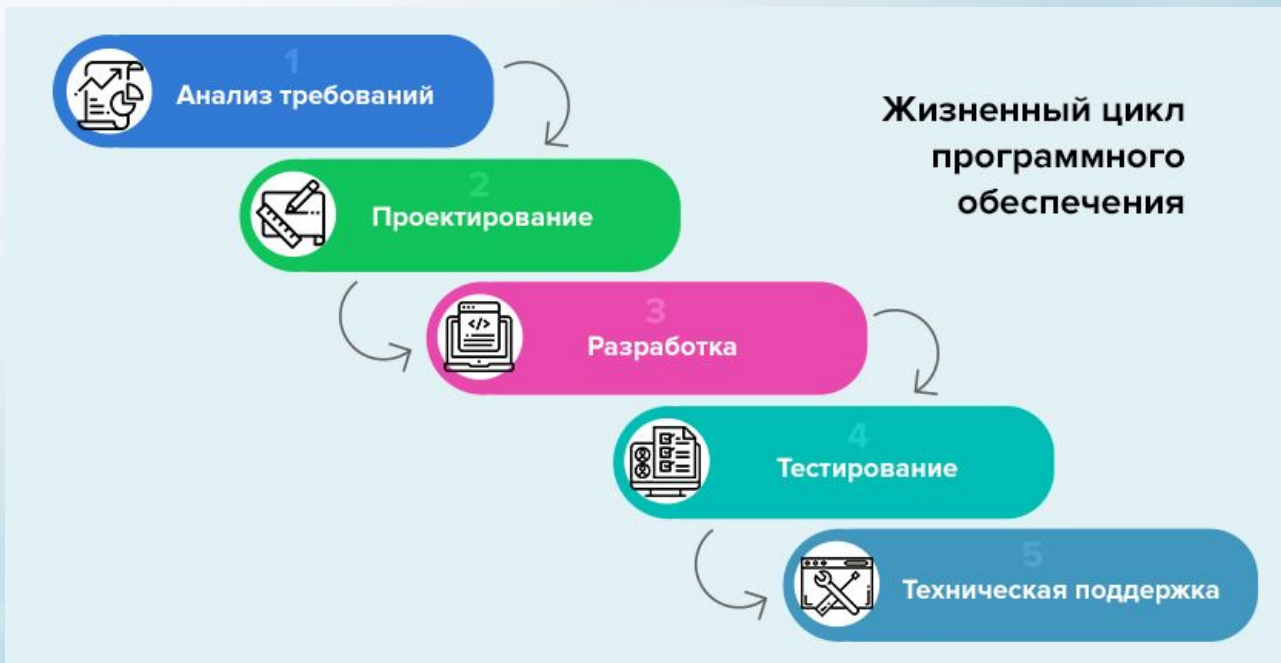 Жизненный цикл
программного
обеспечения
1
Анализ требований
2
Проектирование
3
</>
Разработка
4
Тестирование
5
Техническая поддержка